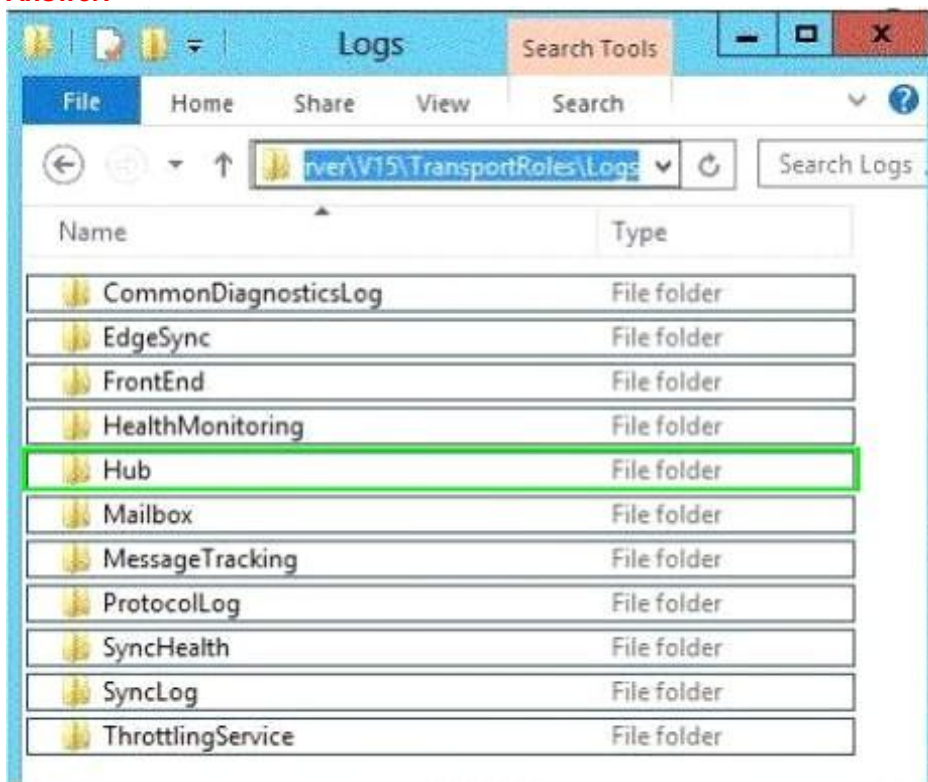 Logs
Search Tools
File Home Share View Search
rver\V15\TransportRoles\Logs Search Logs
Name Type
CommonDiagnosticsLog File folder
EdgeSync File folder
FrontEnd File folder
HealthMonitoring File folder
Hub File folder
Mailbox File folder
MessageTracking File folder
ProtocolLog File folder
SyncHealth File folder
SyncLog File folder
ThrottlingService File folder